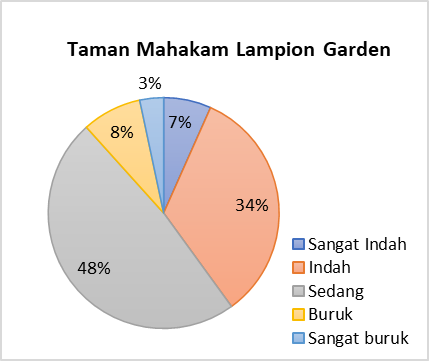 Taman Mahakam Lampion Garden
3%
7%
8%
34%
48%
Sangat Indah
Indah
Sedang
Buruk
Sangat buruk